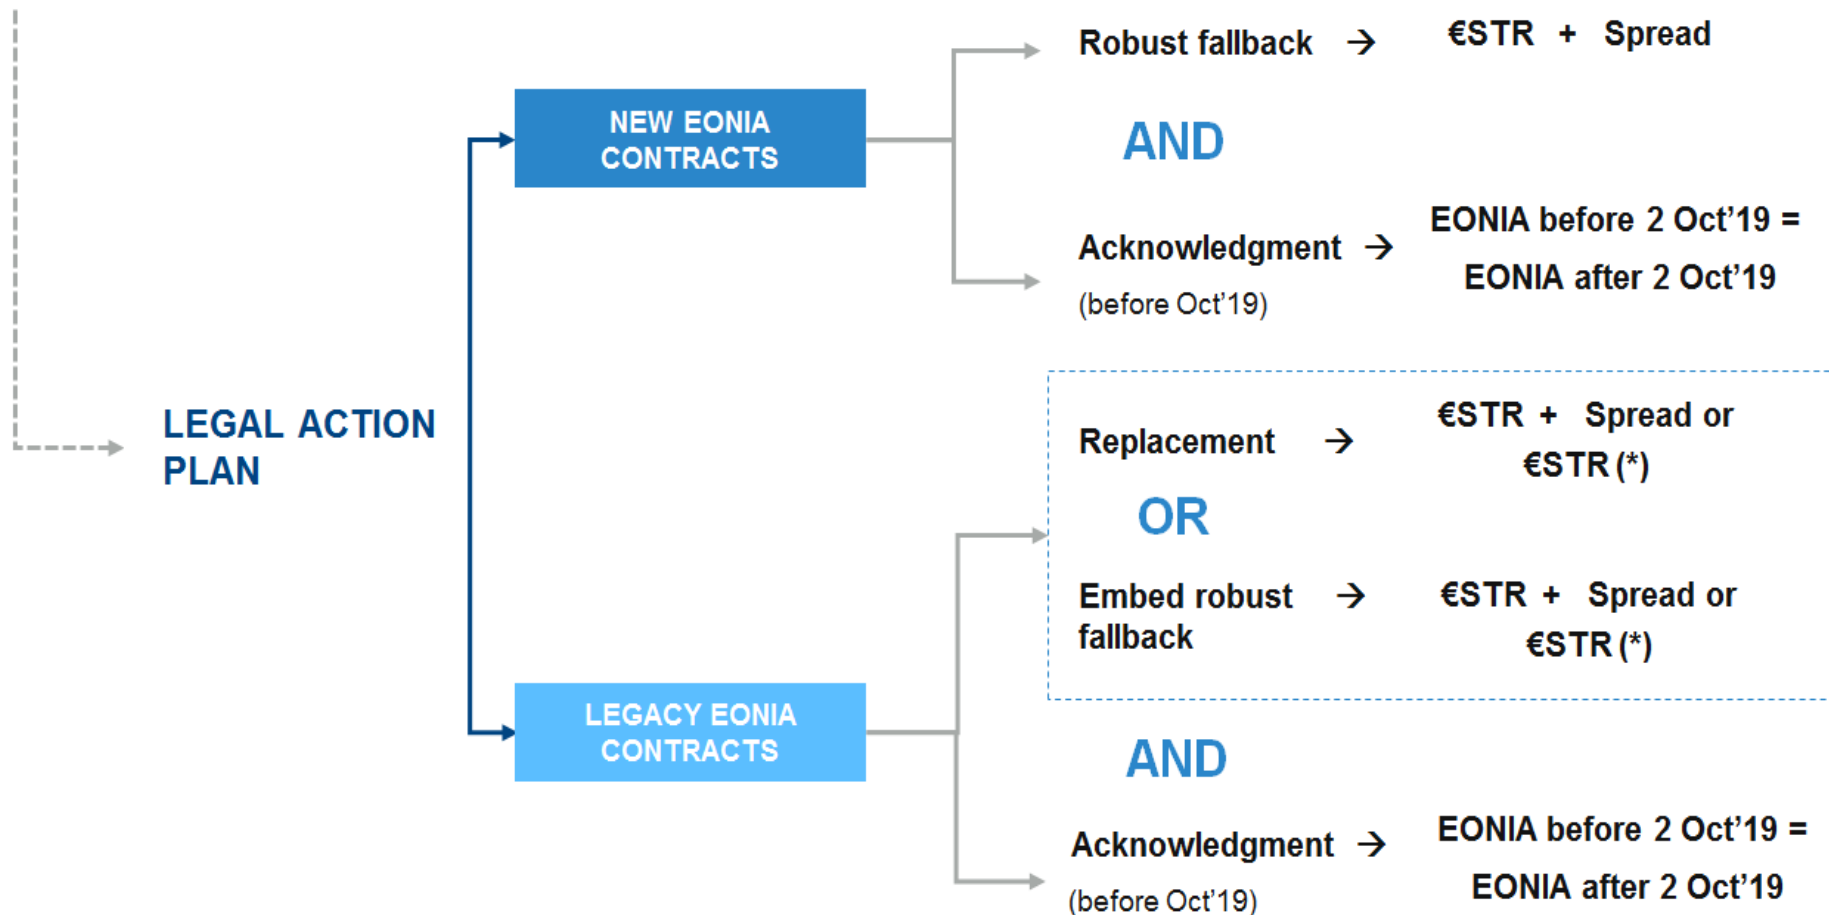 Robust fallback → €STR + Spread
NEW EONIA
CONTRACTS
AND
Acknowledgment →
(before Oct’19)
EONIA before 2 Oct’19 =
EONIA after 2 Oct’19
LEGAL ACTION
PLAN
Replacement →
€STR + Spread or
€STR (*)
OR
Embed robust →
fallback
€STR + Spread or
€STR (*)
LEGACY EONIA
CONTRACTS
AND
Acknowledgment →
(before Oct’19)
EONIA before 2 Oct’19 =
EONIA after 2 Oct’19